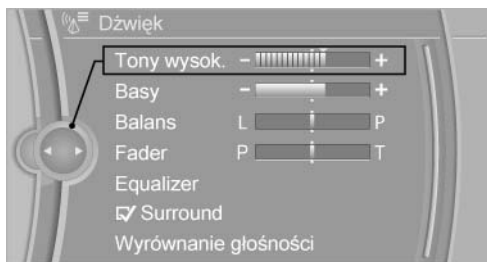 Dźwięk
Tony wysok. - +
Basy - +
Balans L P
Fader P T
Equalizer
Surround
Wyrównanie głośności